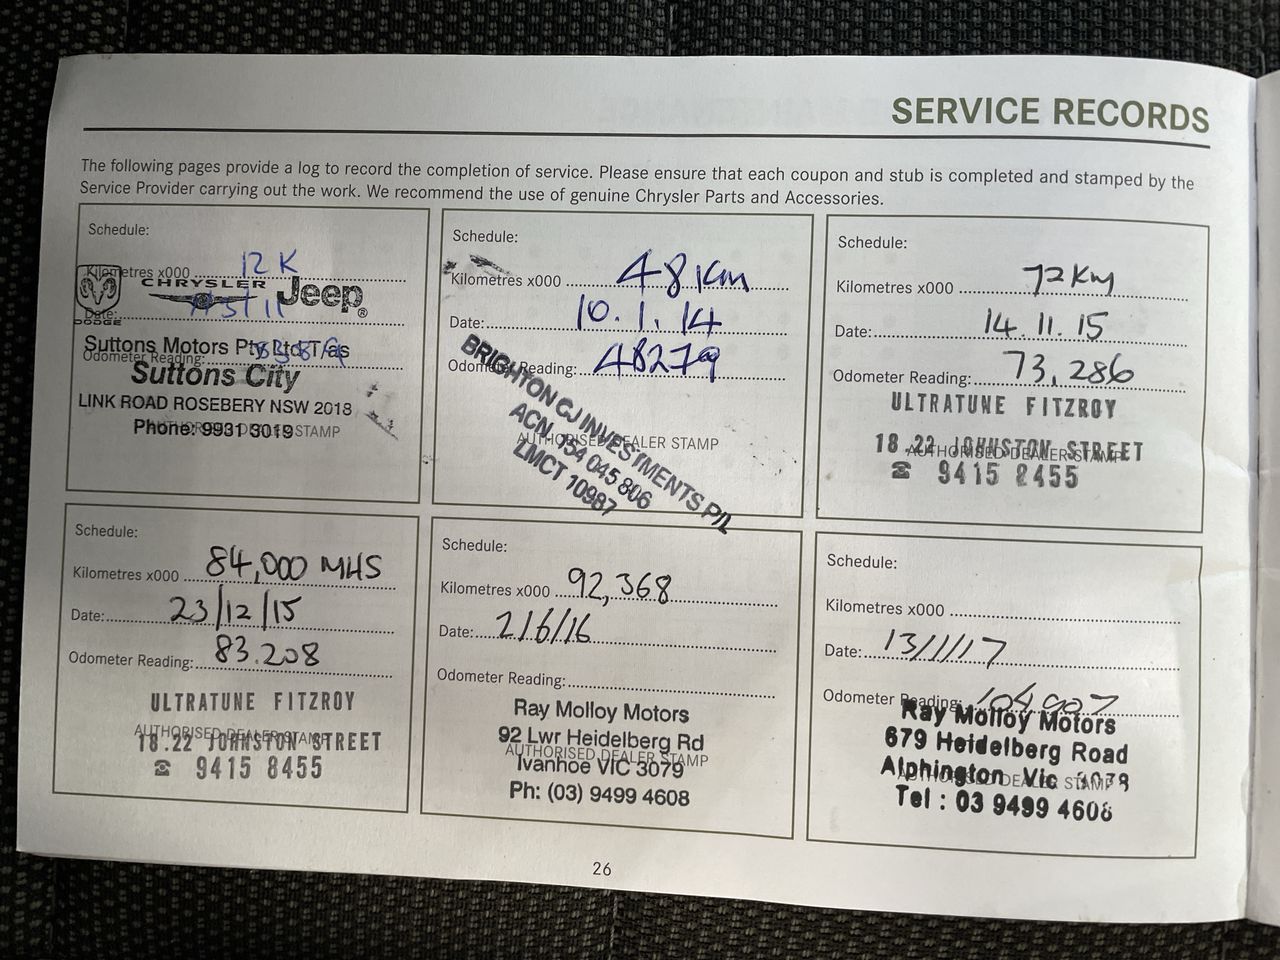 SERVICE RECORDS
The following pages provide a log to record the completion of service. Please ensure that each coupon and stub is completed and stamped by the
Service Provider carrying out the work. We recommend the use of genuine Chrysler Parts and Accessories.
Schedule:
Kilometres x000 12 K
CHRYSLER Jeep®
DODGE
Date: /5/11
Suttons Motors Pty Ltd T/as
Odometer Reading:
Suttons City
LINK ROAD ROSEBERY NSW 2018
Phone: 9931 3019
AUTHORISED DEALER STAMP
Schedule:
Kilometres x000 48 Km
Date: 10.1.14
Odometer Reading: 48279
BRIGHTON CJ INVESTMENTS P/L
ACN 154 045 806
LMCT 10987
AUTHORISED DEALER STAMP
Schedule:
Kilometres x000 72 Km
Date: 14.11.15
Odometer Reading: 73,286
ULTRATUNE FITZROY
18.22 JOHNSTON STREET
AUTHORISED DEALER STAMP
☎ 9415 8455
Schedule:
Kilometres x000 84,000 MHS
Date: 23/12/15
Odometer Reading: 83.208
ULTRATUNE FITZROY
AUTHORISED DEALER STAMP
18.22 JOHNSTON STREET
☎ 9415 8455
Schedule:
Kilometres x000 92,368
Date: 2/6/16
Odometer Reading:
Ray Molloy Motors
92 Lwr Heidelberg Rd
AUTHORISED DEALER STAMP
Ivanhoe VIC 3079
Ph: (03) 9499 4608
Schedule:
Kilometres x000
Date: 13/1/17
Odometer Reading: 104907
Ray Molloy Motors
679 Heidelberg Road
Alphington Vic 3078
AUTHORISED DEALER STAMP
Tel : 03 9499 4608
26